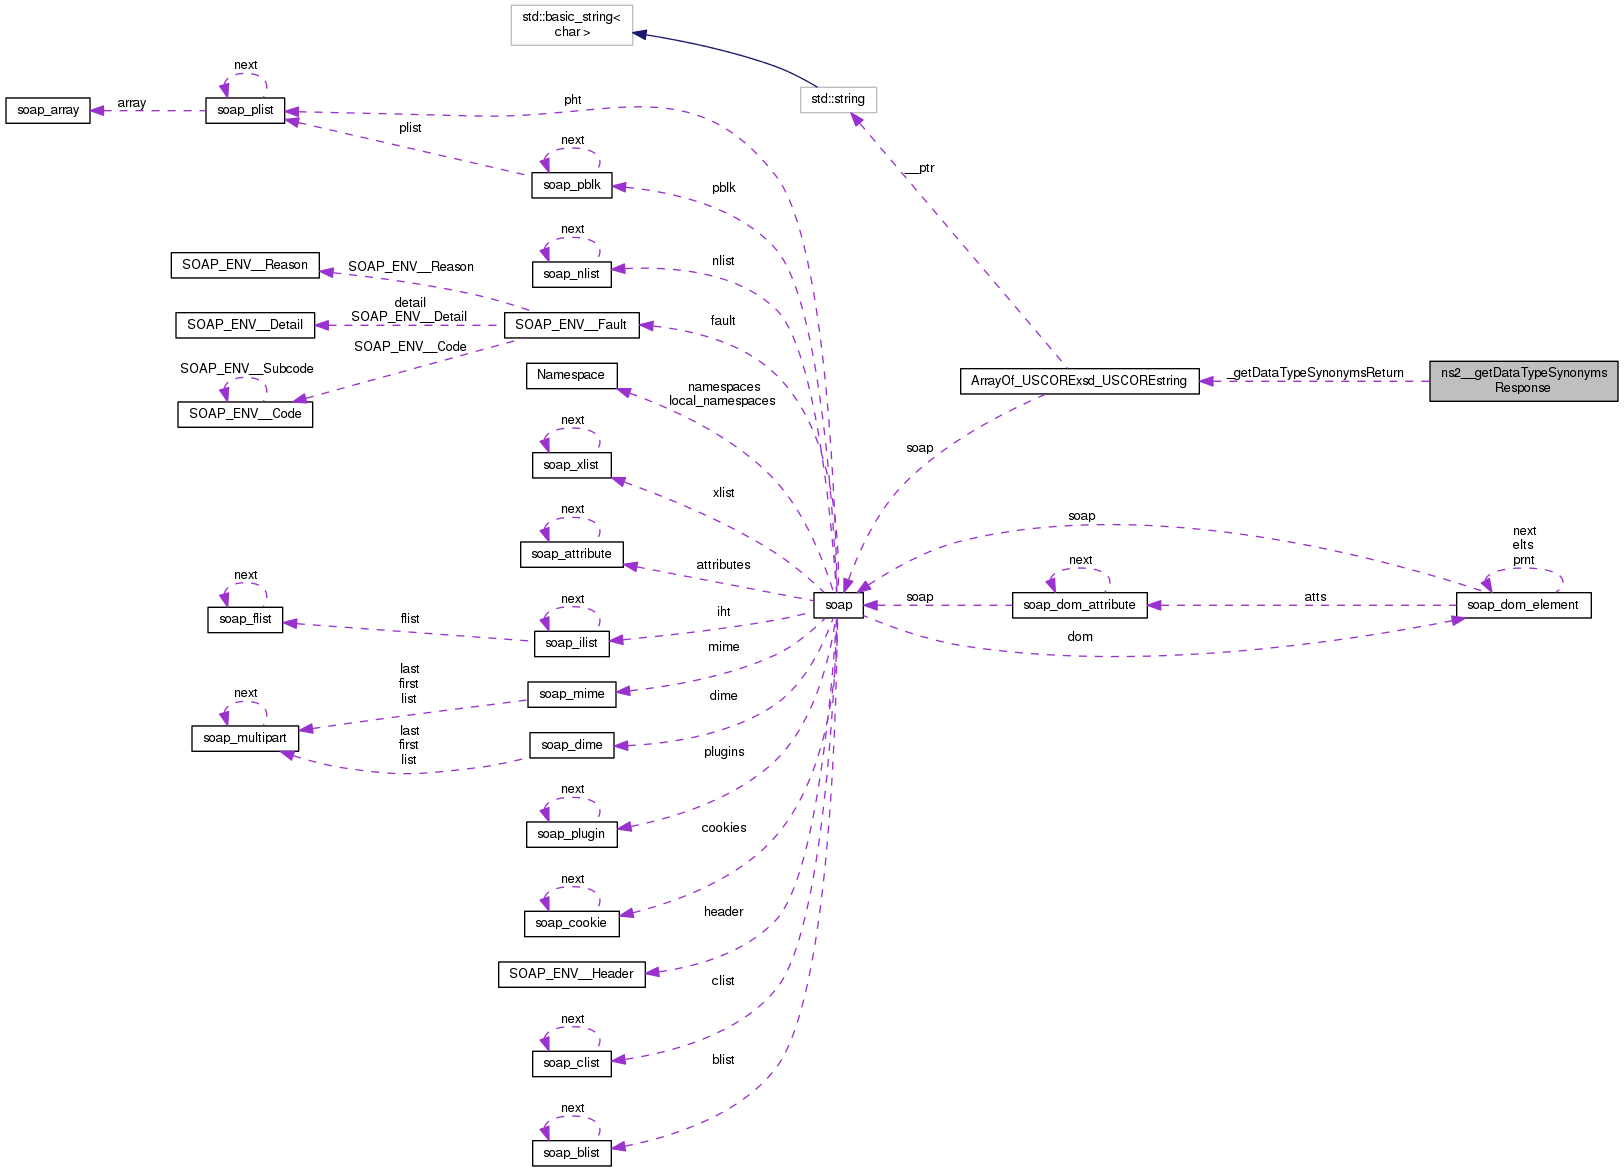 std::basic_string<
char >
std::string
next
soap_array
array
soap_plist
pht
plist
next
soap_pblk
pblk
__ptr
next
soap_nlist
nlist
SOAP_ENV__Reason
SOAP_ENV__Reason
detail
SOAP_ENV__Detail
SOAP_ENV__Detail
SOAP_ENV__Fault
fault
SOAP_ENV__Code
SOAP_ENV__Subcode
SOAP_ENV__Code
Namespace
namespaces
local_namespaces
ArrayOf_USCORExsd_USCOREstring
_getDataTypeSynonymsReturn
ns2__getDataTypeSynonyms
Response
next
soap_xlist
xlist
soap
next
soap_attribute
attributes
soap
next
elts
prnt
next
soap_flist
flist
next
soap_ilist
iht
soap
soap
next
soap_dom_attribute
atts
soap_dom_element
dom
mime
soap_mime
last
first
list
next
soap_multipart
dime
soap_dime
last
first
list
plugins
next
soap_plugin
cookies
next
soap_cookie
header
SOAP_ENV__Header
clist
next
soap_clist
blist
next
soap_blist